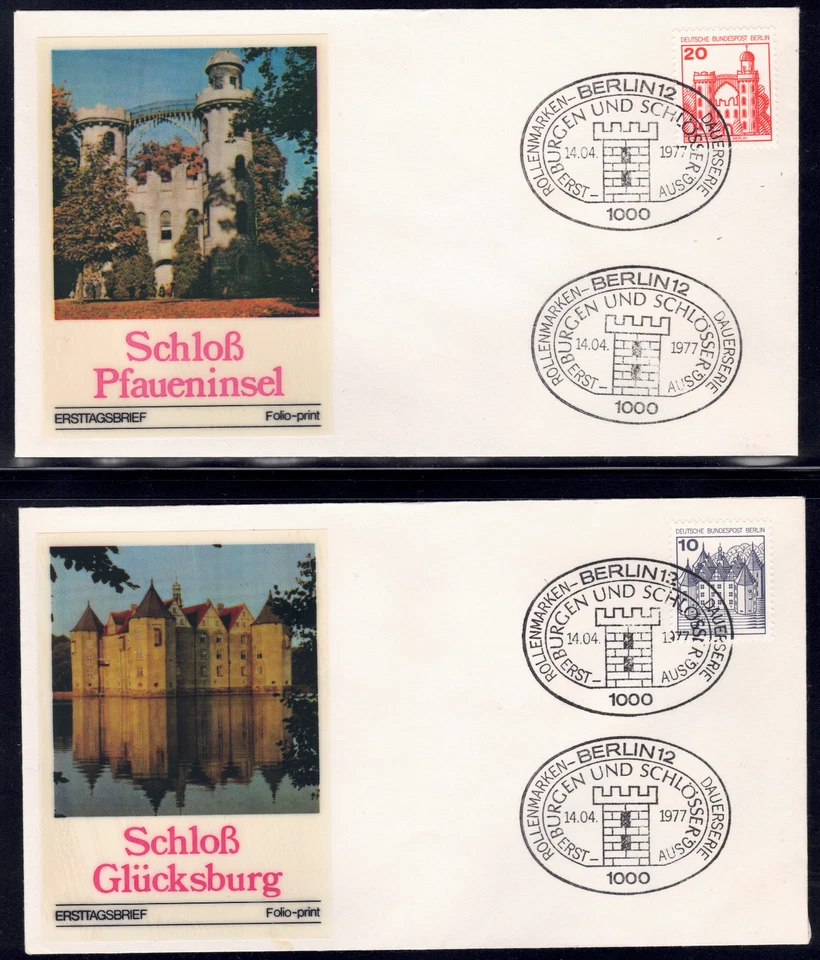 DEUTSCHE BUNDESPOST BERLIN
20
ROLLENMARKEN-BERLIN 12 DAUERSERIE
BURGEN UND SCHLÖSSER
14.04. 1977
ERST- AUSG.
1000
ROLLENMARKEN-BERLIN 12 DAUERSERIE
BURGEN UND SCHLÖSSER
14.04. 1977
ERST- AUSG.
1000
Schloß
Pfaueninsel
ERSTTAGSBRIEF Folio-print
DEUTSCHE BUNDESPOST BERLIN
10
ROLLENMARKEN-BERLIN 12 DAUERSERIE
BURGEN UND SCHLÖSSER
14.04. 1977
ERST- AUSG.
1000
ROLLENMARKEN-BERLIN 12 DAUERSERIE
BURGEN UND SCHLÖSSER
14.04. 1977
ERST- AUSG.
1000
Schloß
Glücksburg
ERSTTAGSBRIEF Folio-print